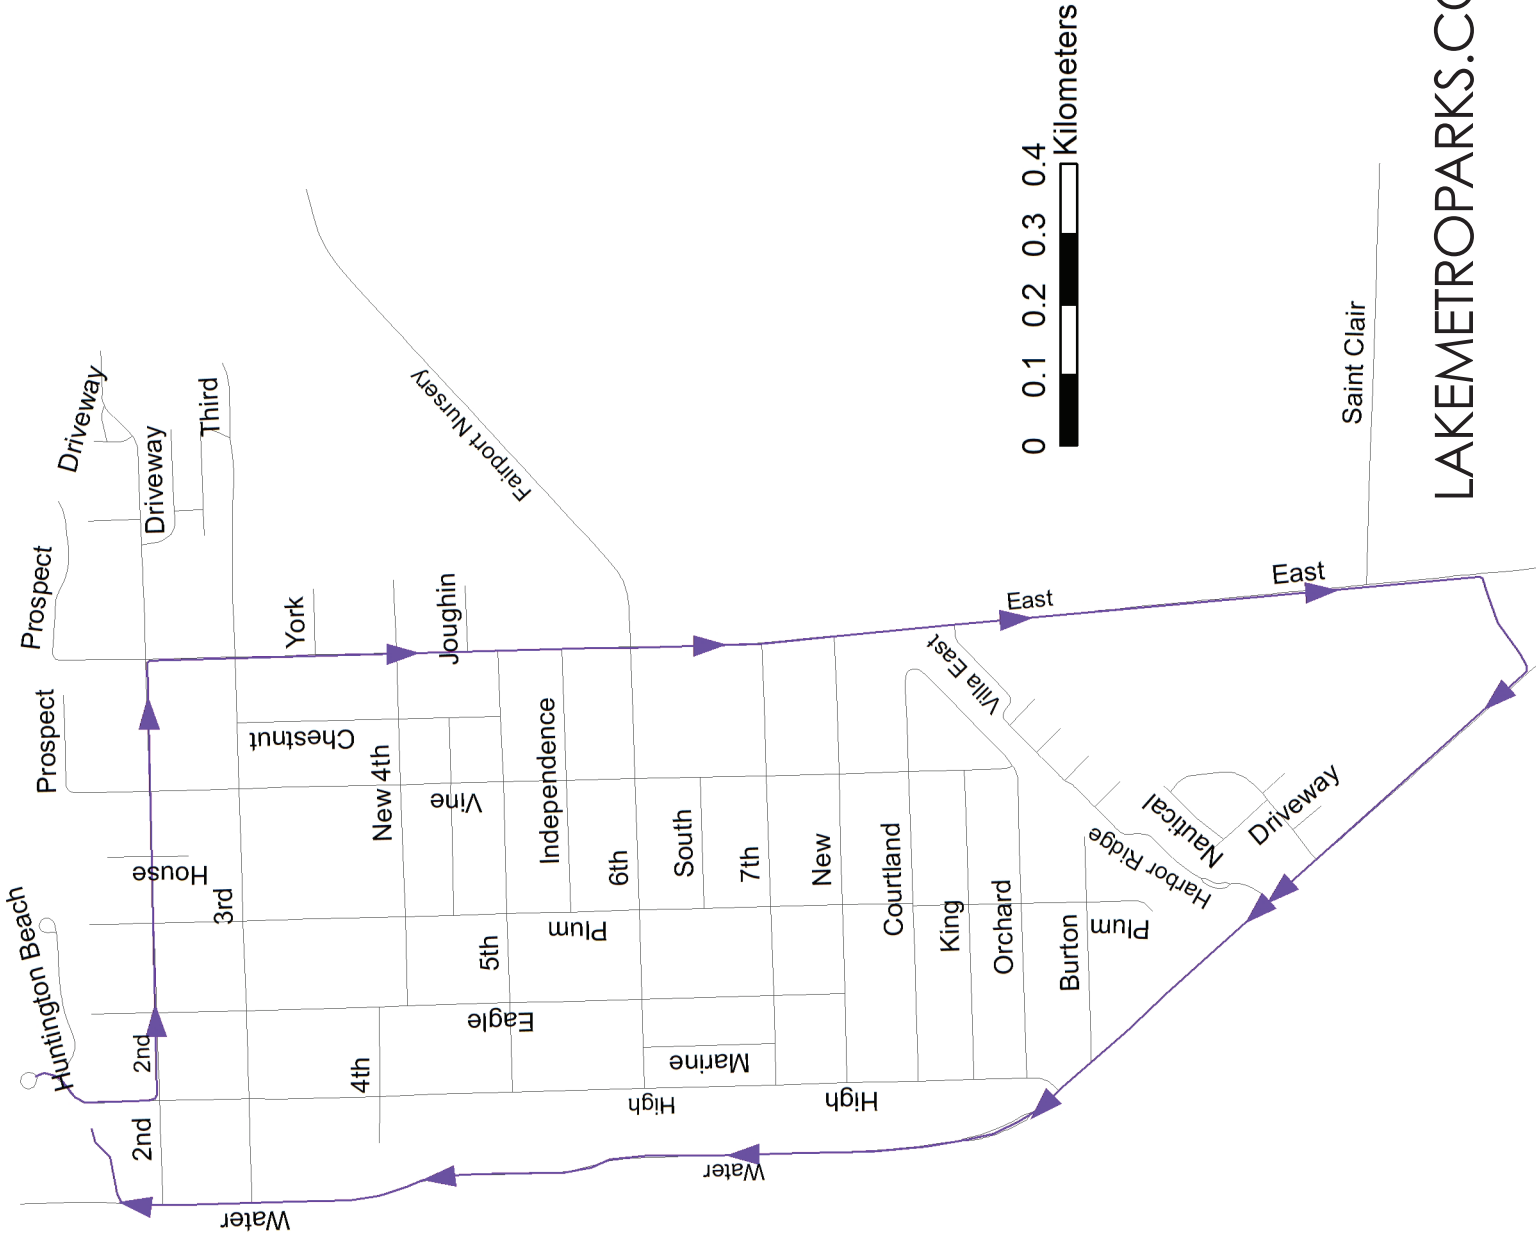 Prospect
Driveway
Driveway
Third
Prospect
York
Joughin
Fairport Nursery
Huntington Beach
House
3rd
2nd
2nd
Chestnut
New 4th
Vine
4th
5th
Eagle
Independence
Plum
6th
South
7th
New
Marine
High
High
Courtland
King
Orchard
Burton
Plum
Villa East
Harbor Ridge
Nautical
Driveway
East
East
Saint Clair
Water
Water
0 0.1 0.2 0.3 0.4
Kilometers
LAKEMETROPARKS.CO